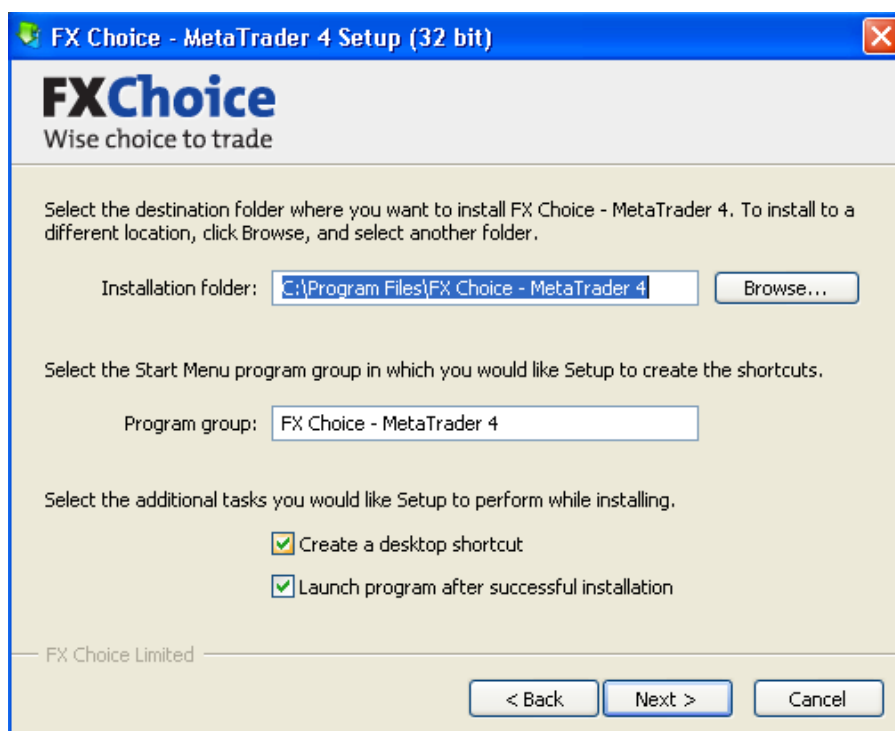 FX Choice - MetaTrader 4 Setup (32 bit)
FXChoice
Wise choice to trade
Select the destination folder where you want to install FX Choice - MetaTrader 4. To install to a
different location, click Browse, and select another folder.
Installation folder: C:\Program Files\FX Choice - MetaTrader 4 Browse...
Select the Start Menu program group in which you would like Setup to create the shortcuts.
Program group: FX Choice - MetaTrader 4
Select the additional tasks you would like Setup to perform while installing.
Create a desktop shortcut
Launch program after successful installation
FX Choice Limited
< Back Next > Cancel